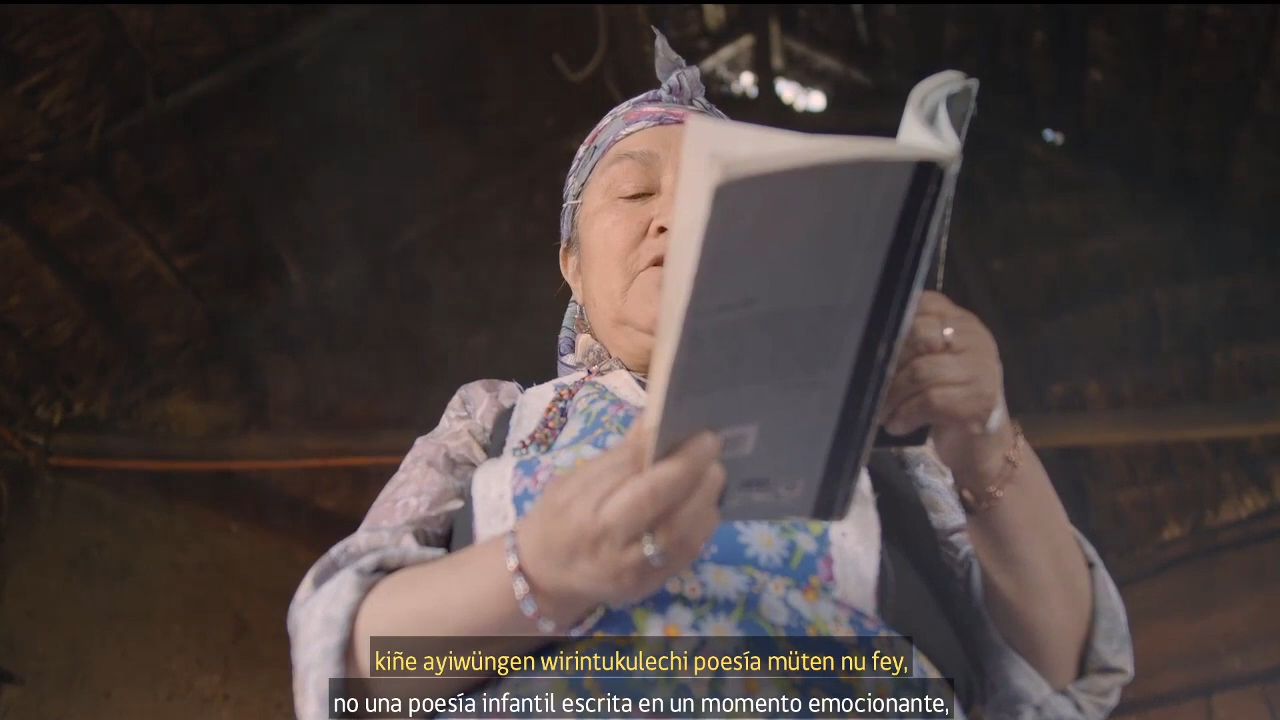 kiñe ayiwüngen wirintukulechi poesía müten nu fey,
no una poesía infantil escrita en un momento emocionante,